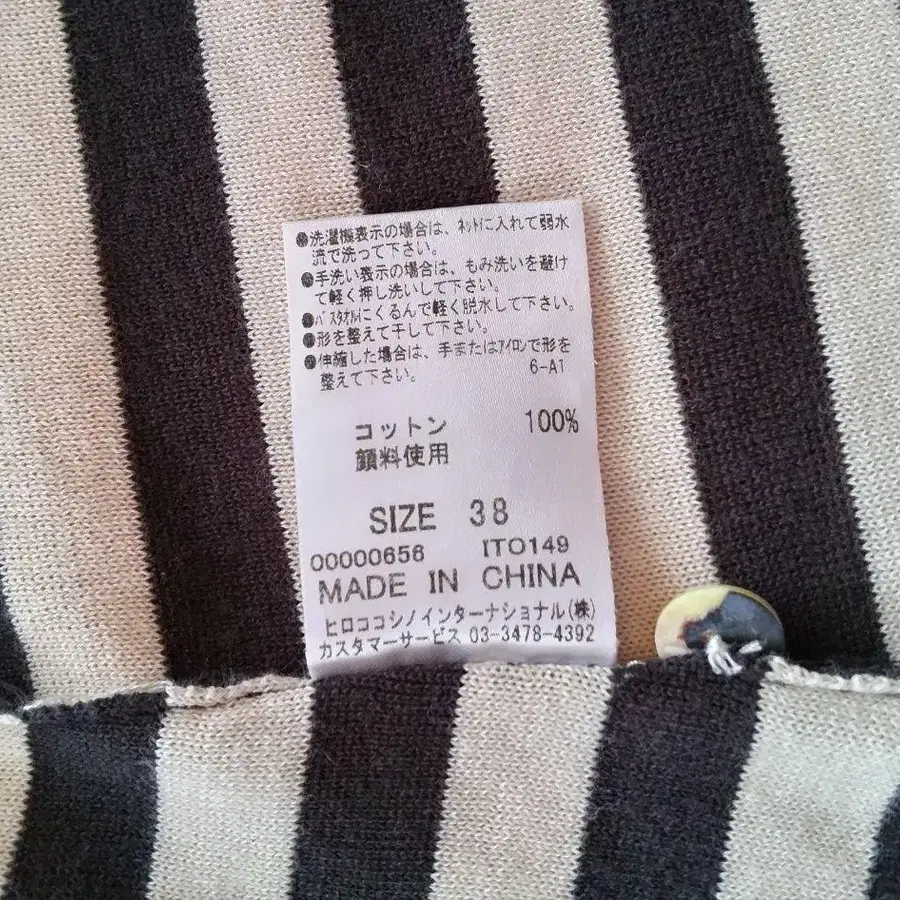 ●洗濯機表示の場合は、ネットに入れて弱水
流で洗って下さい。
●手洗い表示の場合は、もみ洗いを避け
て軽く押し洗いして下さい。
●バスタオルにくるんで軽く脱水して下さい。
●形を整えて干して下さい。
●伸縮した場合は、手またはアイロンで形を
整えて下さい。 6-A1
コットン 100%
顔料使用
SIZE 38
00000656 ITO149
MADE IN CHINA
ヒロココシノインターナショナル(株)
カスタマーサービス 03-3478-4392